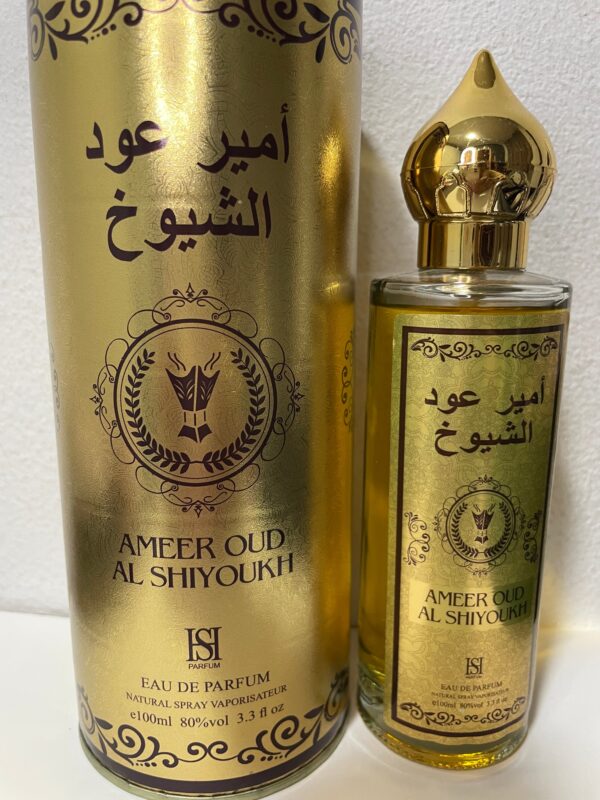 أمير عود
الشيوخ
AMEER OUD
AL SHIYOUKH
PARFUM
EAU DE PARFUM
NATURAL SPRAY VAPORISATEUR
e100ml 80%vol 3.3 fl oz
أمير عود
الشيوخ
AMEER OUD
AL SHIYOUKH
PARFUM
EAU DE PARFUM
NATURAL SPRAY VAPORISATEUR
e100ml 80%vol 3.3 fl oz